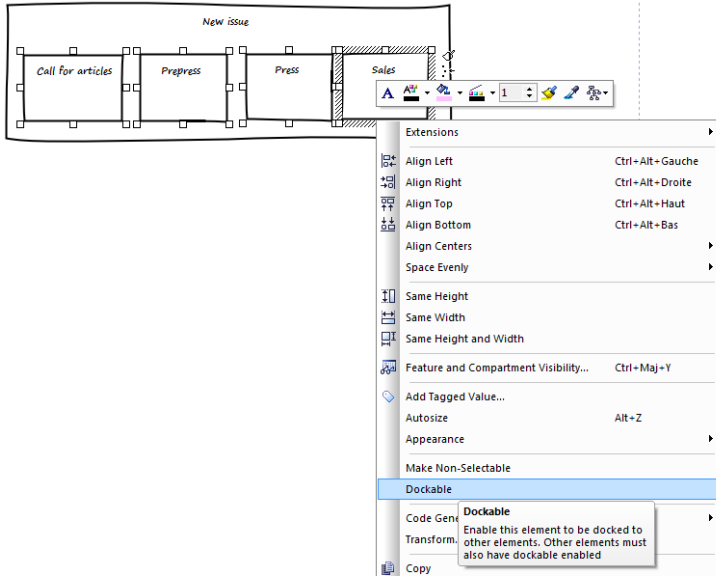 New issue
Call for articles
Prepress
Press
Sales
A
A
1
Extensions
Align Left Ctrl+Alt+Gauche
Align Right Ctrl+Alt+Droite
Align Top Ctrl+Alt+Haut
Align Bottom Ctrl+Alt+Bas
Align Centers
Space Evenly
Same Height
Same Width
Same Height and Width
Feature and Compartment Visibility... Ctrl+Maj+Y
Add Tagged Value...
Autosize Alt+Z
Appearance
Make Non-Selectable
Dockable
Code Gene
Transform.
Dockable
Enable this element to be docked to
other elements. Other elements must
also have dockable enabled
Copy